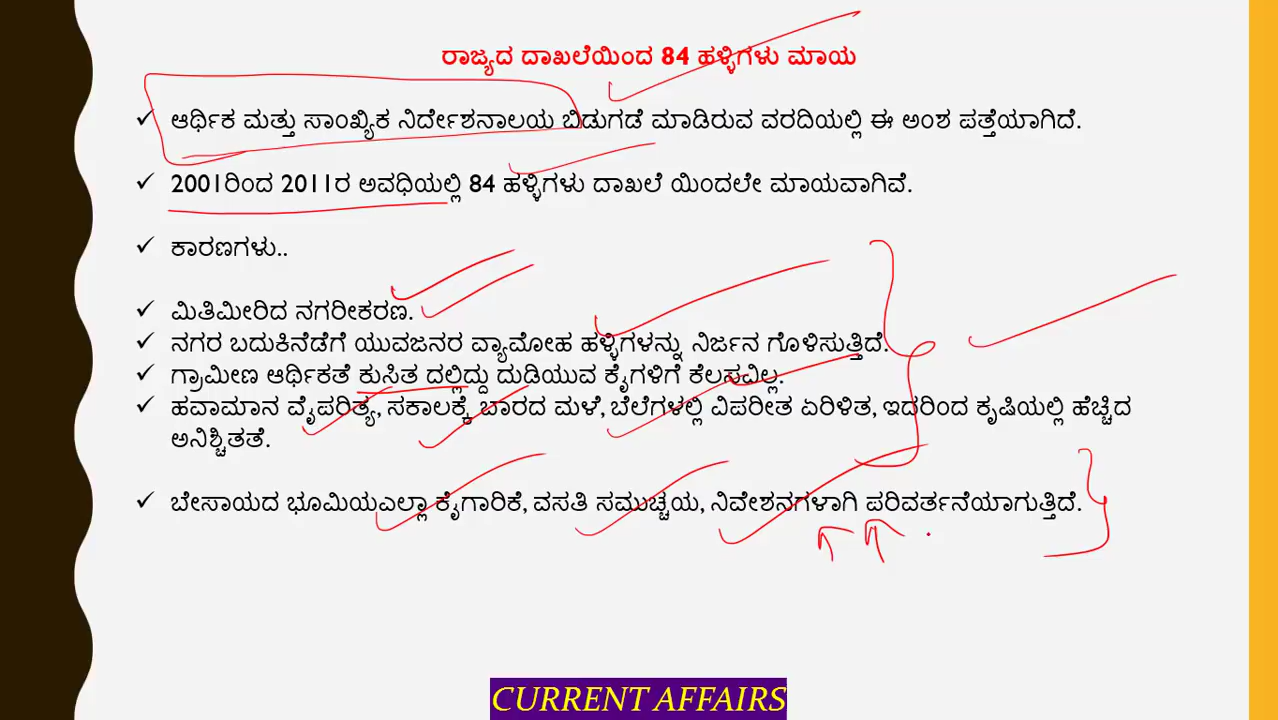 ರಾಜ್ಯದ ದಾಖಲೆಯಿಂದ 84 ಹಳ್ಳಿಗಳು ಮಾಯ
✓ ಆರ್ಥಿಕ ಮತ್ತು ಸಾಂಖ್ಯಿಕ ನಿರ್ದೇಶನಾಲಯ ಬಿಡುಗಡೆ ಮಾಡಿರುವ ವರದಿಯಲ್ಲಿ ಈ ಅಂಶ ಪತ್ತೆಯಾಗಿದೆ.
✓ 2001ರಿಂದ 2011ರ ಅವಧಿಯಲ್ಲಿ 84 ಹಳ್ಳಿಗಳು ದಾಖಲೆ ಯಿಂದಲೇ ಮಾಯವಾಗಿವೆ.
✓ ಕಾರಣಗಳು..
✓ ಮಿತಿಮೀರಿದ ನಗರೀಕರಣ.
✓ ನಗರ ಬದುಕಿನೆಡೆಗೆ ಯುವಜನರ ವ್ಯಾಮೋಹ ಹಳ್ಳಿಗಳನ್ನು ನಿರ್ಜನ ಗೊಳಿಸುತ್ತಿದೆ.
✓ ಗ್ರಾಮೀಣ ಆರ್ಥಿಕತೆ ಕುಸಿತ ದಲ್ಲಿದ್ದು ದುಡಿಯುವ ಕೈಗಳಿಗೆ ಕೆಲಸವಿಲ್ಲ.
✓ ಹವಾಮಾನ ವೈಪರಿತ್ಯ, ಸಕಾಲಕ್ಕೆ ಬಾರದ ಮಳೆ, ಬೆಲೆಗಳಲ್ಲಿ ವಿಪರೀತ ಏರಿಳಿತ, ಇದರಿಂದ ಕೃಷಿಯಲ್ಲಿ ಹೆಚ್ಚಿದ
ಅನಿಶ್ಚಿತತೆ.
✓ ಬೇಸಾಯದ ಭೂಮಿಯಎಲ್ಲಾ ಕೈಗಾರಿಕೆ, ವಸತಿ ಸಮುಚ್ಚಯ, ನಿವೇಶನಗಳಾಗಿ ಪರಿವರ್ತನೆಯಾಗುತ್ತಿದೆ.
CURRENT AFFAIRS